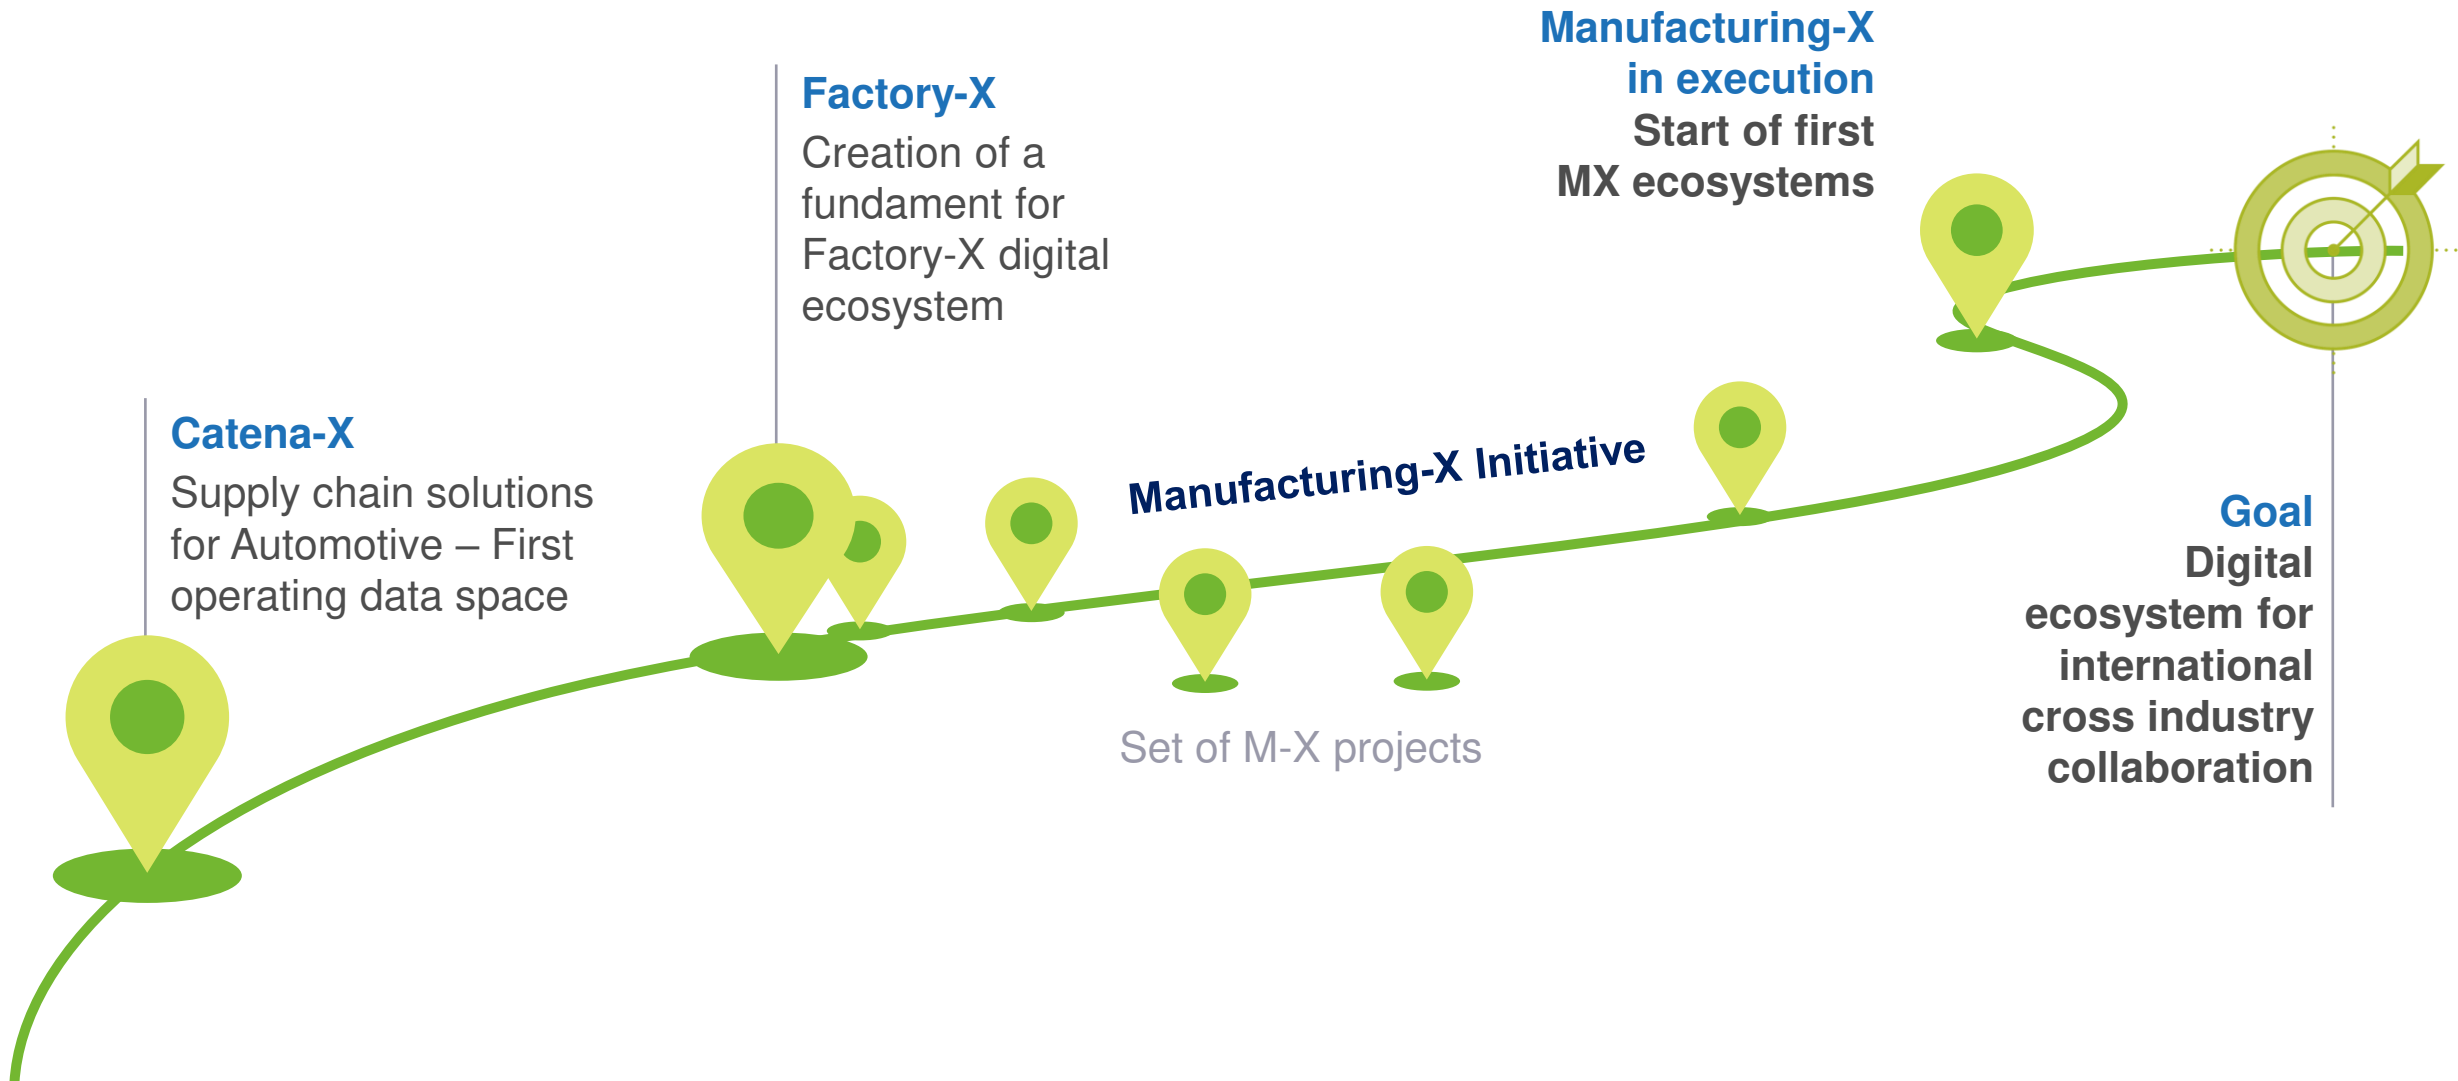 Catena-X
Supply chain solutions
for Automotive – First
operating data space
Factory-X
Creation of a
fundament for
Factory-X digital
ecosystem
Manufacturing-X Initiative
Set of M-X projects
Manufacturing-X
in execution
Start of first
MX ecosystems
Goal
Digital
ecosystem for
international
cross industry
collaboration